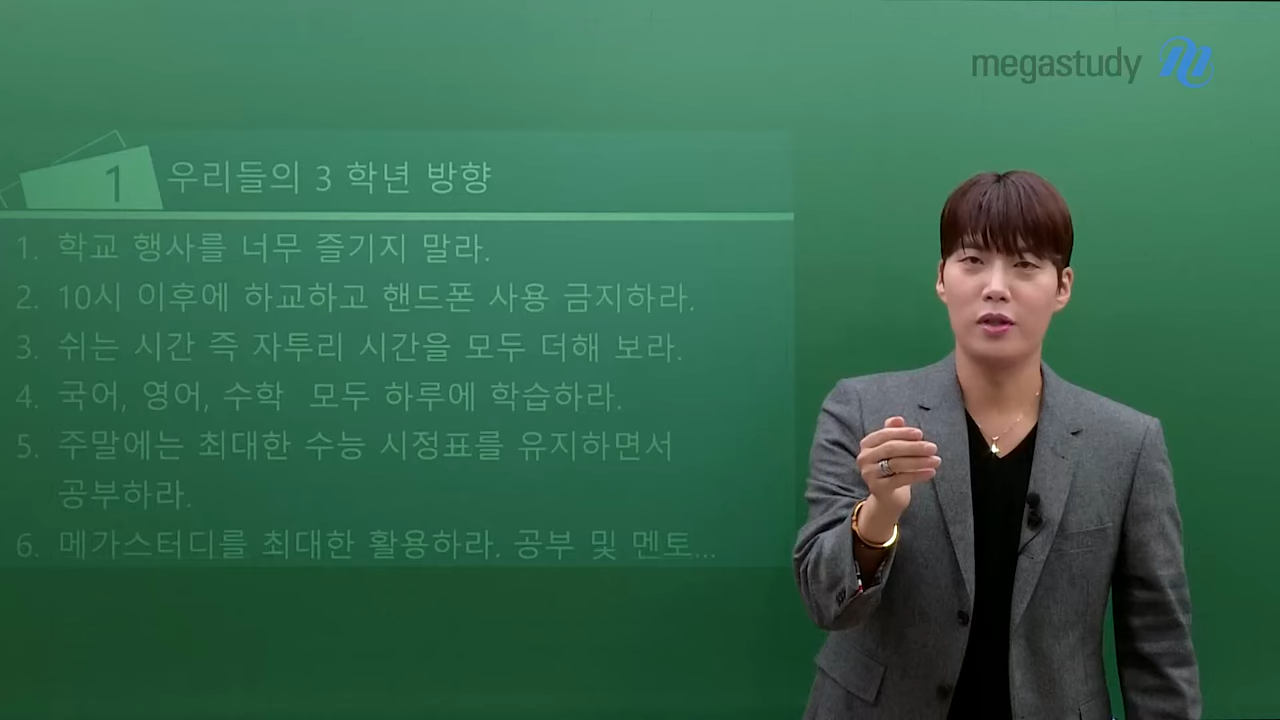 megastudy
1 우리들의 3 학년 방향
1. 학교 행사를 너무 즐기지 말라.
2. 10시 이후에 하교하고 핸드폰 사용 금지하라.
3. 쉬는 시간 즉 자투리 시간을 모두 더해 보라.
4. 국어, 영어, 수학 모두 하루에 학습하라.
5. 주말에는 최대한 수능 시정표를 유지하면서
공부하라.
6. 메가스터디를 최대한 활용하라. 공부 및 멘토...